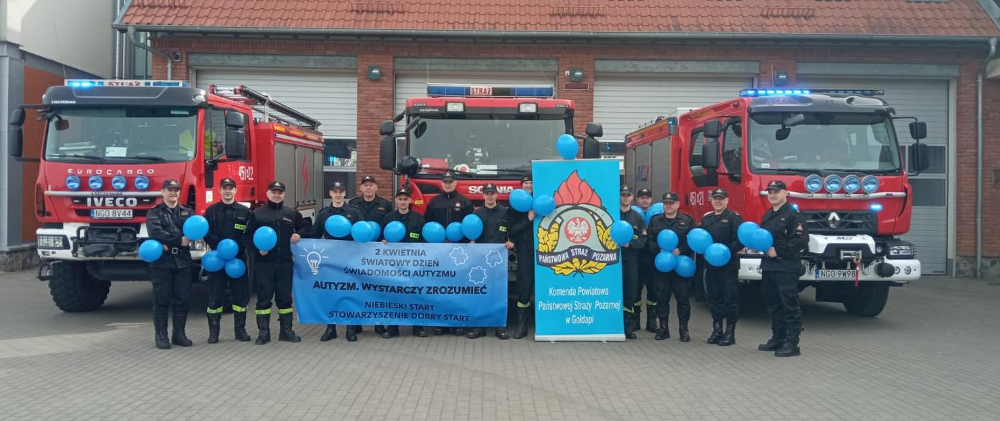 STRAŻ
EUROCARGO
IVECO
NGO 8V44
451 22
STRAŻ
SCANIA
451 21
NGO 9W98
2 KWIETNIA
ŚWIATOWY DZIEŃ
ŚWIADOMOŚCI AUTYZMU
AUTYZM. WYSTARCZY ZROZUMIEĆ
NIEBIESKI START
STOWARZYSZENIE DOBRY START
PAŃSTWOWA STRAŻ POŻARNA
Komenda Powiatowa
Państwowej Straży Pożarnej
w Gołdapi